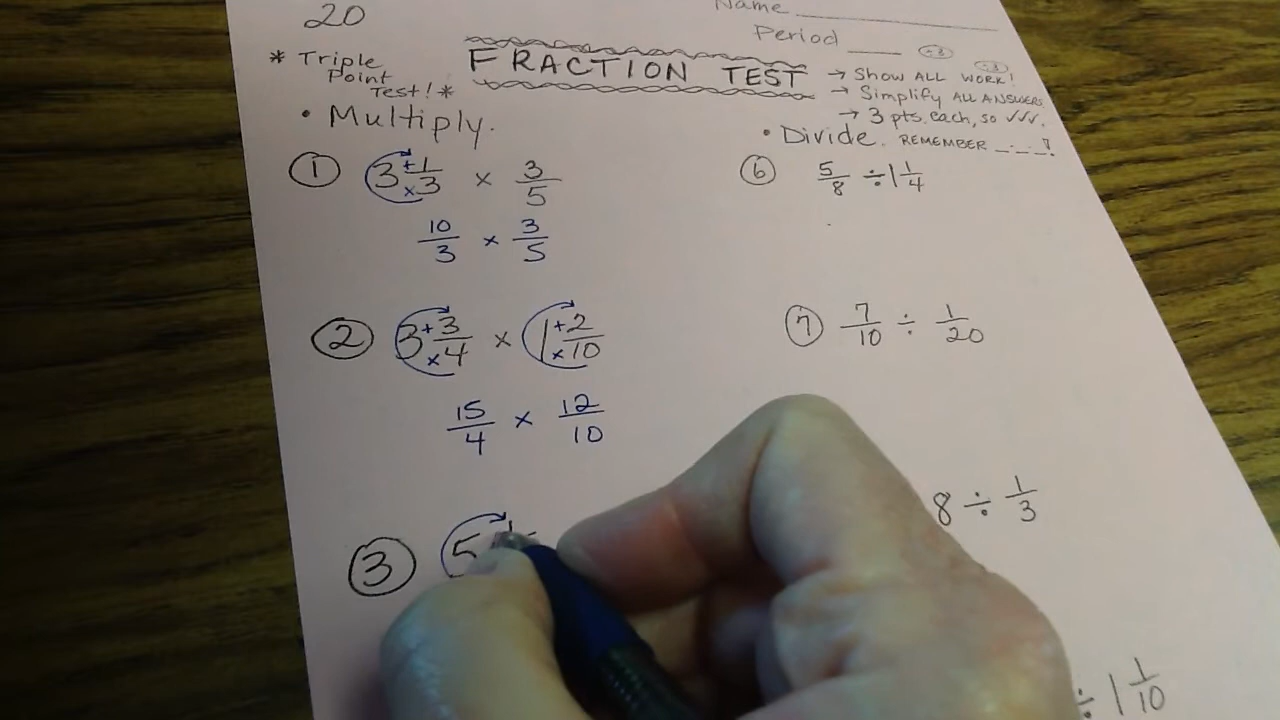 20
Name
Period
* Triple
Point
Test! *
FRACTION TEST
→ Show ALL WORK!
→ Simplify ALL ANSWERS
→ 3 pts. each, so ✓✓✓.
• Multiply.
• Divide. REMEMBER _._._!
① 3 + 1/3 × 3/5
10/3 × 3/5
② 3 + 3/4 × 1 + 2/10
15/4 × 12/10
③ 5
⑥ 5/8 ÷ 1 1/4
⑦ 7/10 ÷ 1/20
8 ÷ 1/3
÷ 1 1/10